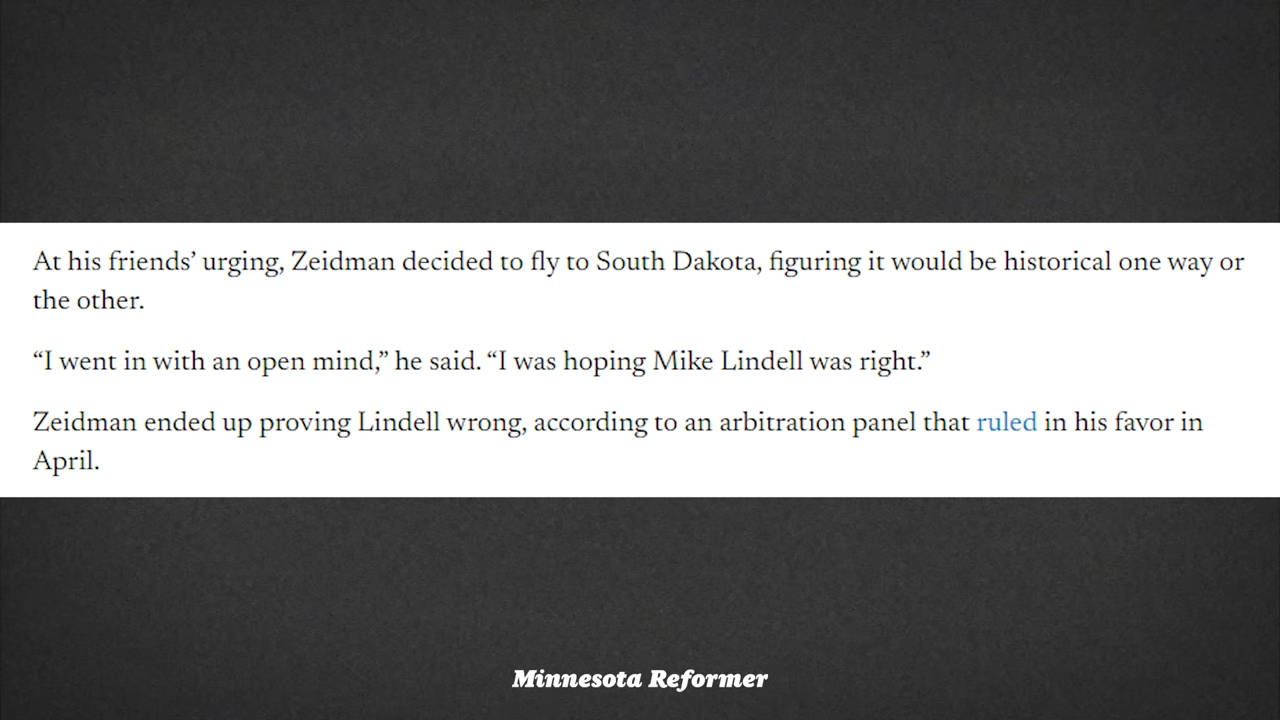 At his friends’ urging, Zeidman decided to fly to South Dakota, figuring it would be historical one way or
the other.
“I went in with an open mind,” he said. “I was hoping Mike Lindell was right.”
Zeidman ended up proving Lindell wrong, according to an arbitration panel that ruled in his favor in
April.
Minnesota Reformer